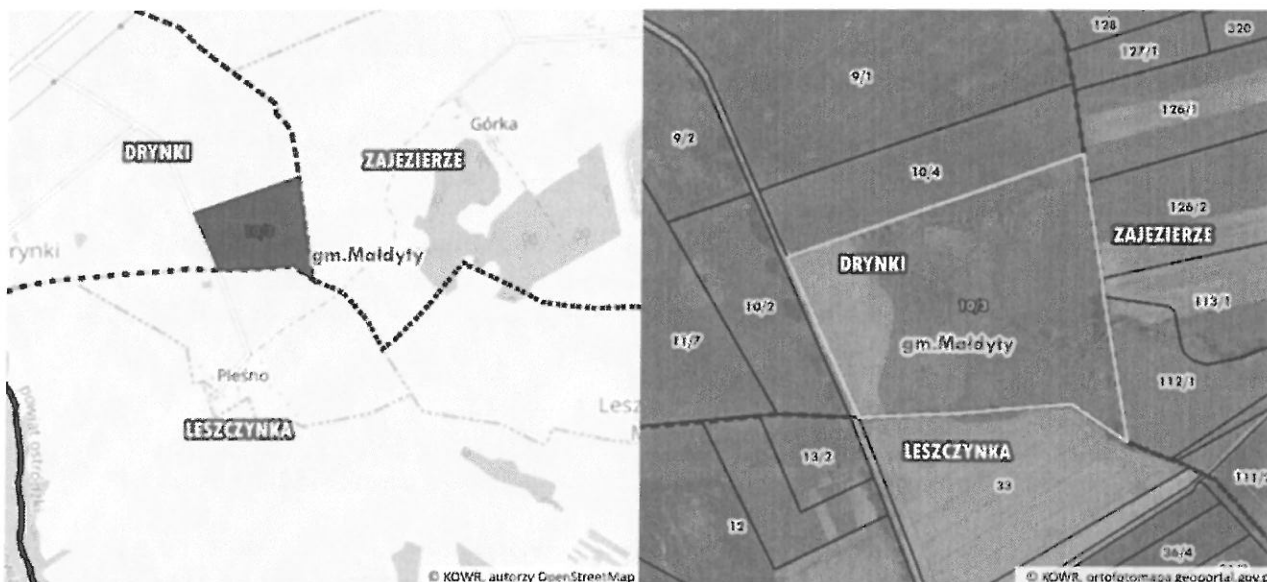 Górka
DRYNKI
ZAJEZIERZE
gm.Małdyty
rynki
Pleśno
LESZCZYNKA
Lesz
powiat ostródzki
© KOWR, autorzy OpenStreetMap
128
320
127/1
9/1
126/1
9/2
10/4
126/2
ZAJEZIERZE
DRYNKI
10/3
10/2
113/1
11/7
gm.Małdyty
112/1
13/2
LESZCZYNKA
33
12
36/4
© KOWR, ortofotomapa geoportal.gov.p